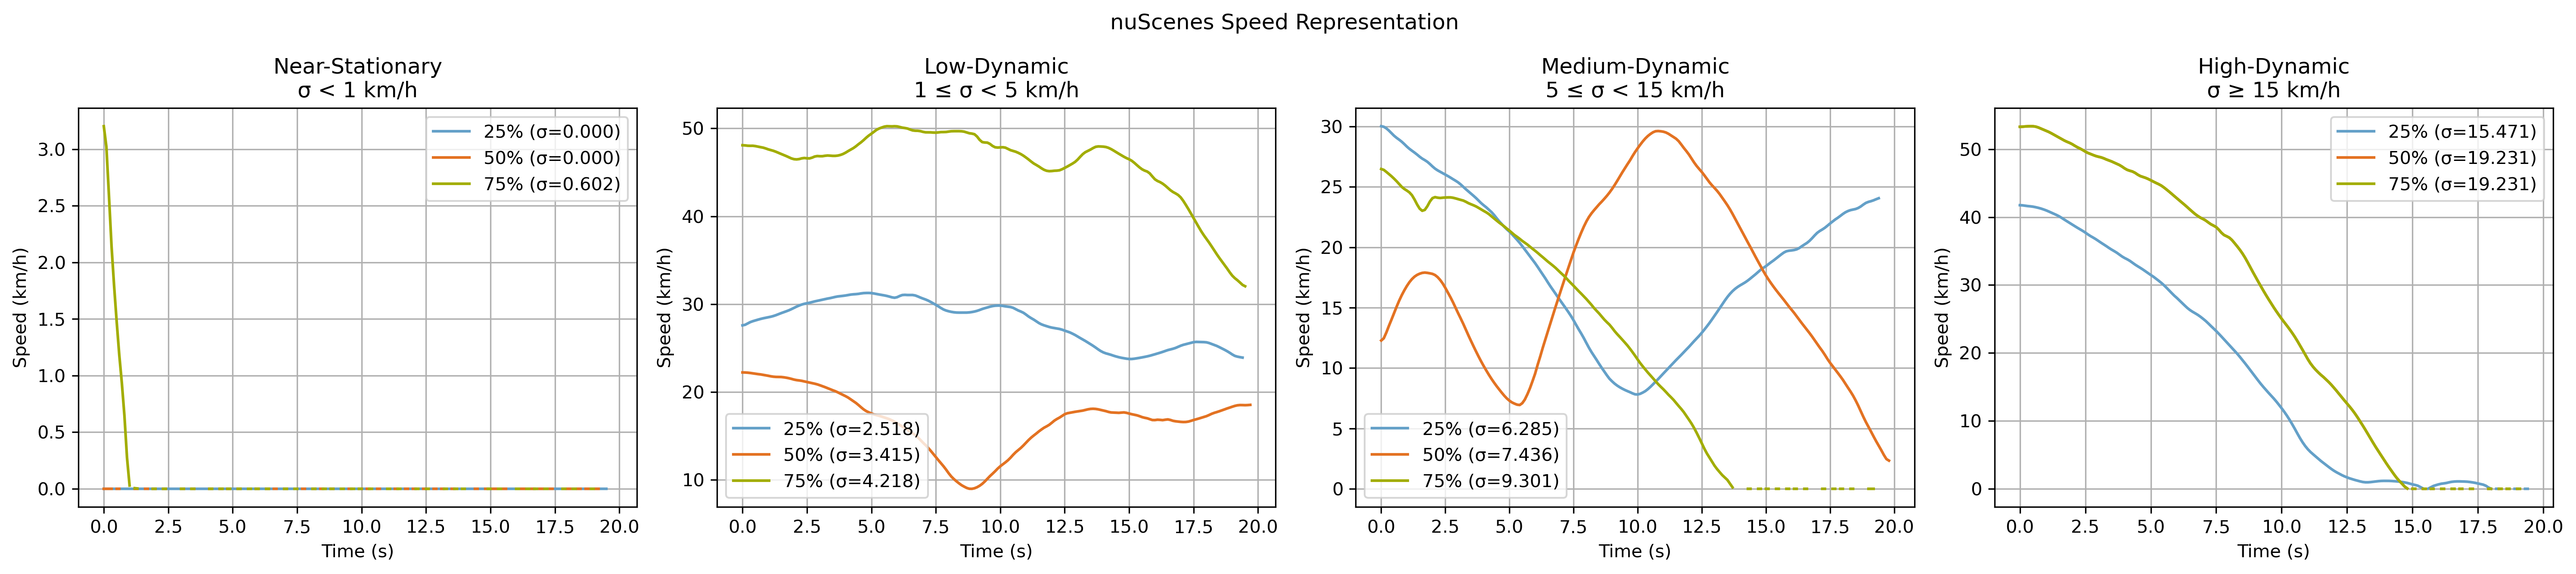 nuScenes Speed Representation
Near-Stationary
σ < 1 km/h
25% (σ=0.000)
50% (σ=0.000)
75% (σ=0.602)
Speed (km/h)
3.0
2.5
2.0
1.5
1.0
0.5
0.0
0.0 2.5 5.0 7.5 10.0 12.5 15.0 17.5 20.0
Time (s)
Low-Dynamic
1 ≤ σ < 5 km/h
Speed (km/h)
50
40
30
20
10
25% (σ=2.518)
50% (σ=3.415)
75% (σ=4.218)
0.0 2.5 5.0 7.5 10.0 12.5 15.0 17.5 20.0
Time (s)
Medium-Dynamic
5 ≤ σ < 15 km/h
Speed (km/h)
30
25
20
15
10
5
0
25% (σ=6.285)
50% (σ=7.436)
75% (σ=9.301)
0.0 2.5 5.0 7.5 10.0 12.5 15.0 17.5 20.0
Time (s)
High-Dynamic
σ ≥ 15 km/h
25% (σ=15.471)
50% (σ=19.231)
75% (σ=19.231)
Speed (km/h)
50
40
30
20
10
0
0.0 2.5 5.0 7.5 10.0 12.5 15.0 17.5 20.0
Time (s)